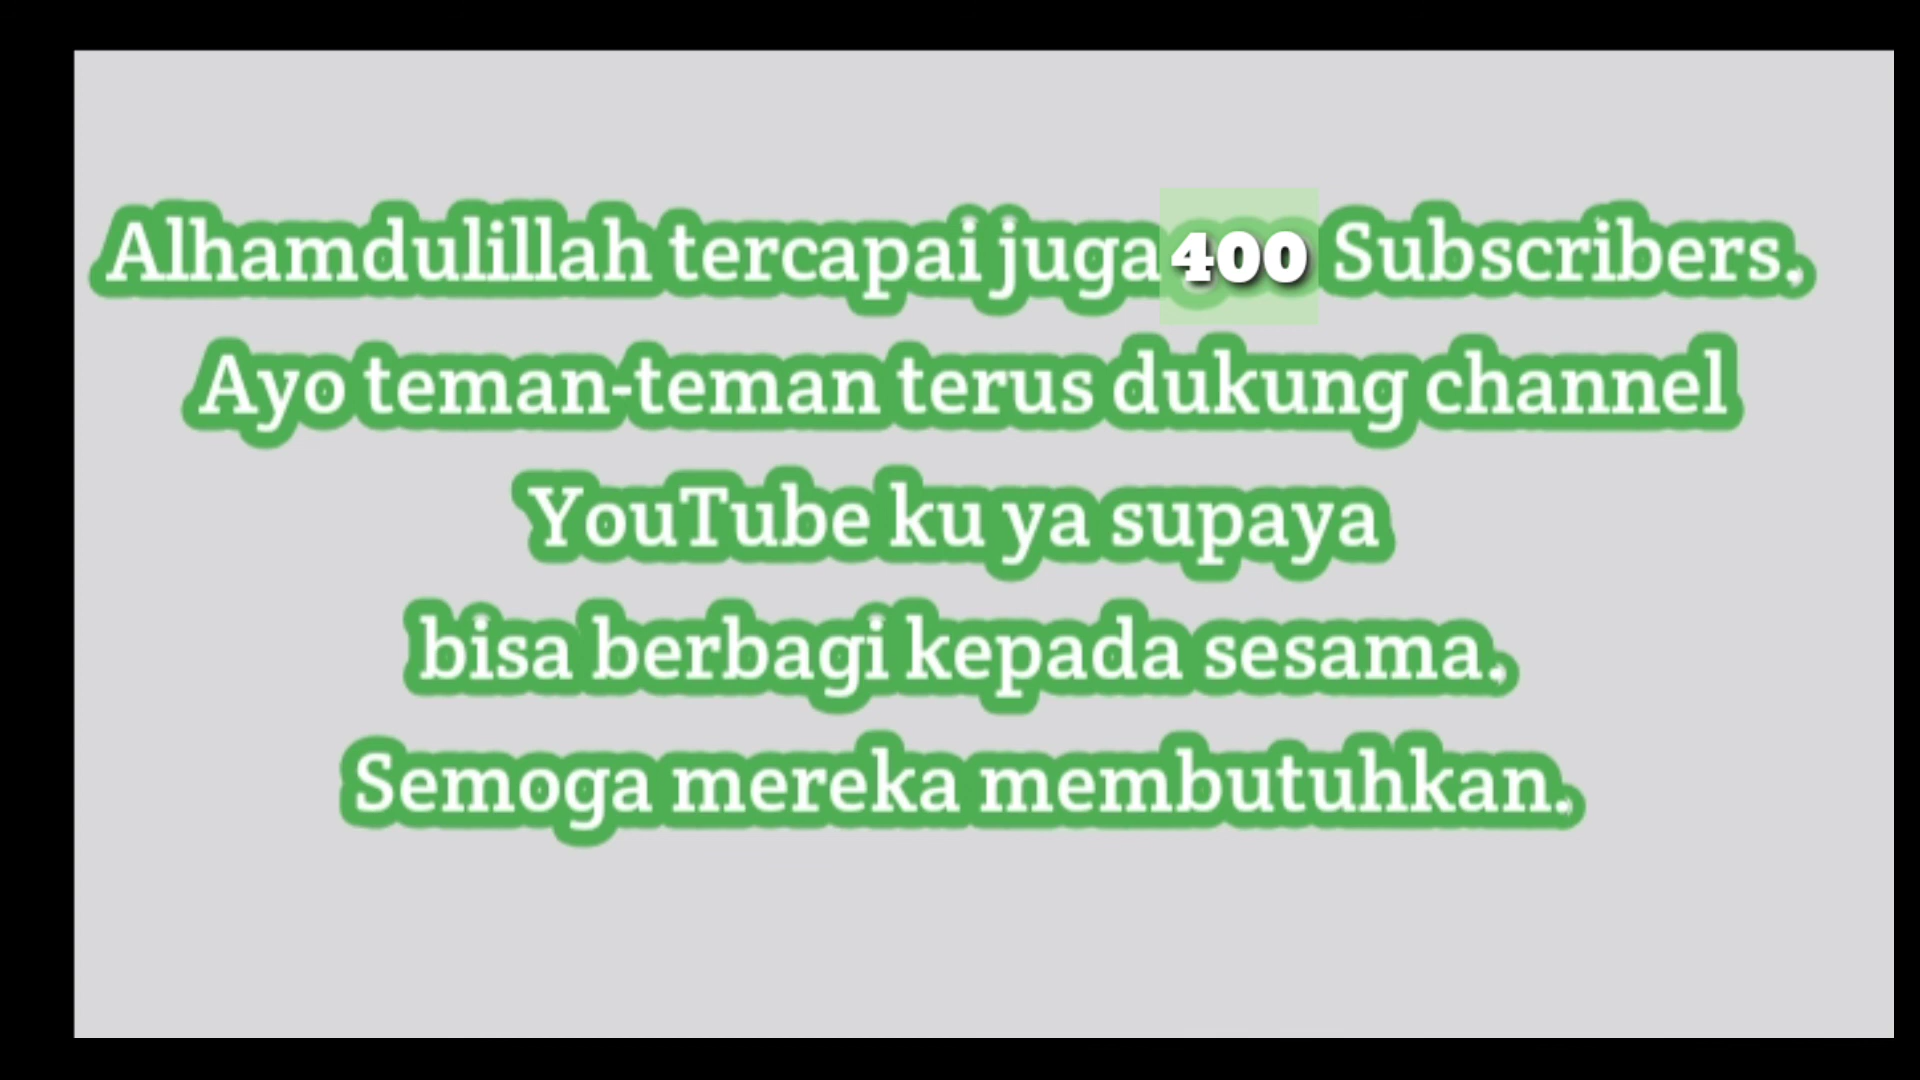 Alhamdulillah tercapai juga 400 Subscribers,
Ayo teman-teman terus dukung channel
YouTube ku ya supaya
bisa berbagi kepada sesama.
Semoga mereka membutuhkan.